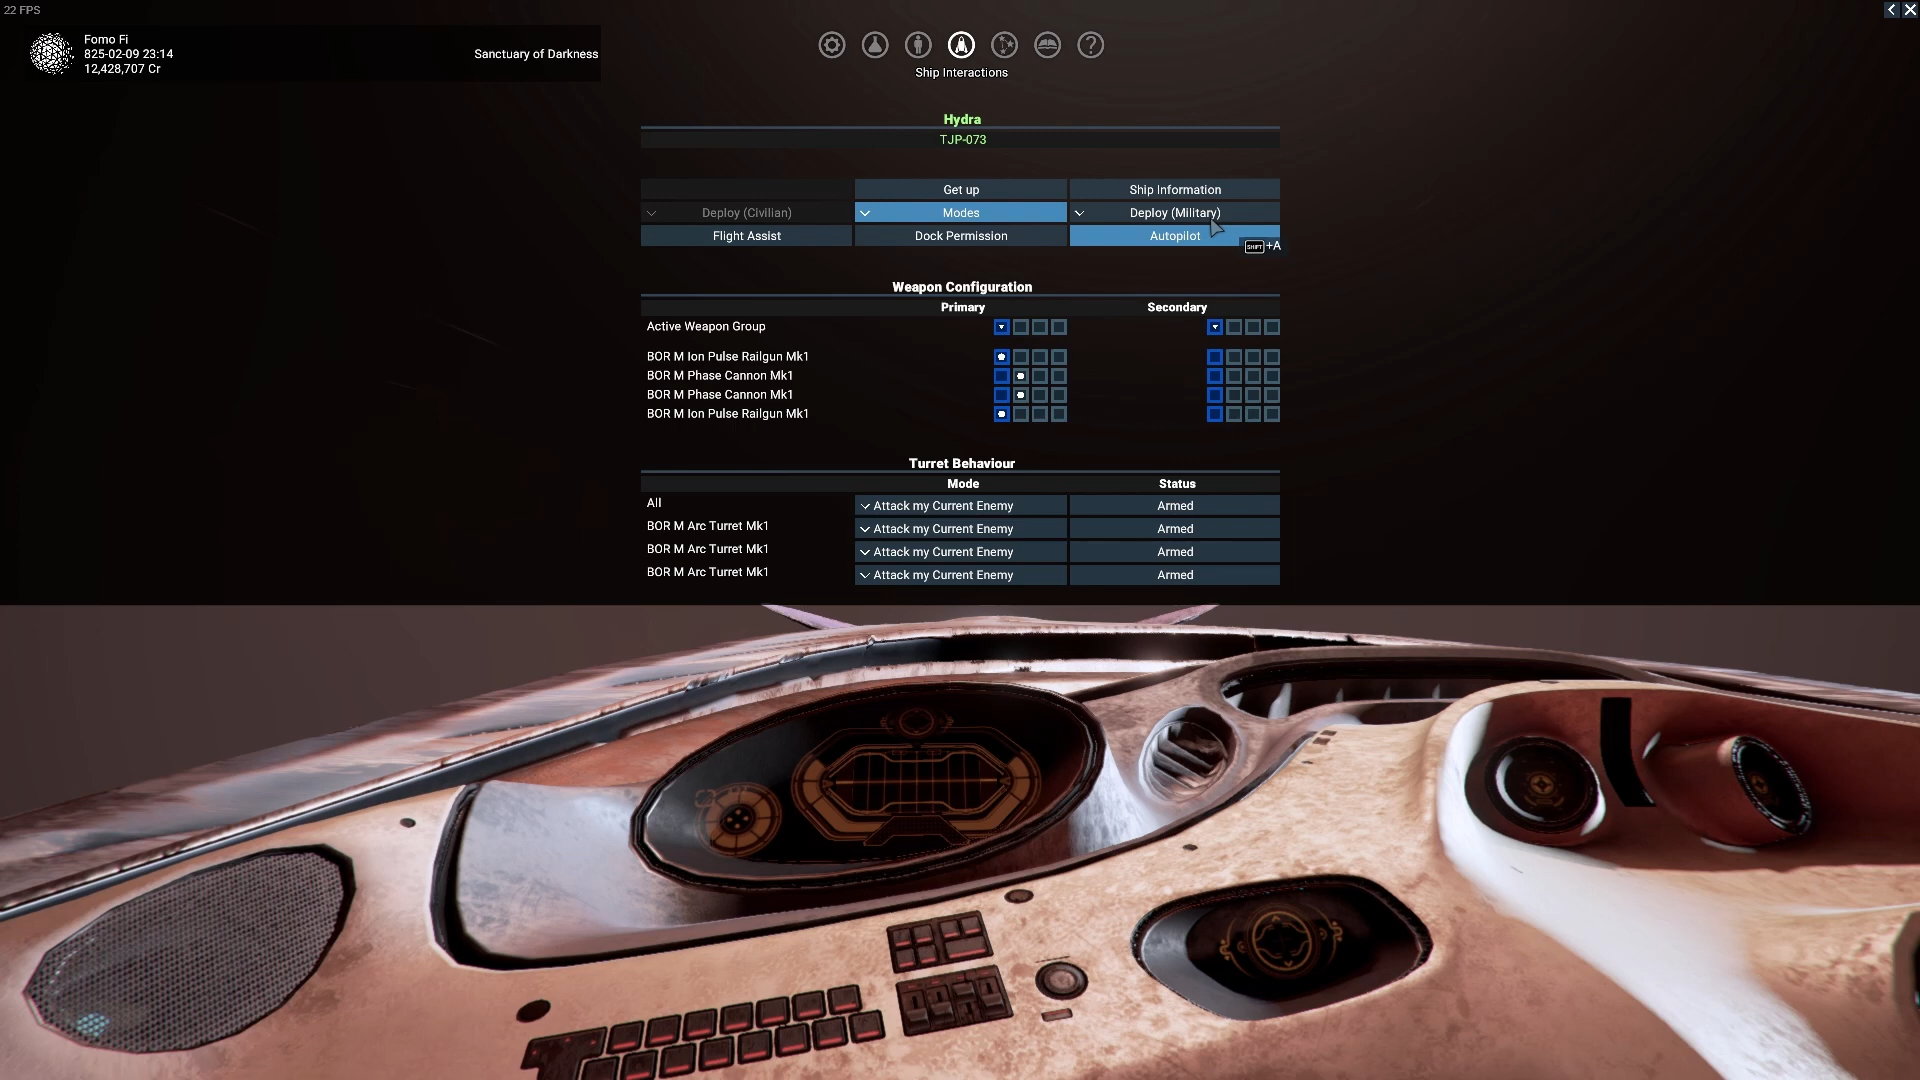 22 FPS
Fomo Fi
825-02-09 23:14
12,428,707 Cr
Sanctuary of Darkness
Ship Interactions
Hydra
TJP-073
Get up
Ship Information
Deploy (Civilian)
Modes
Deploy (Military)
Flight Assist
Dock Permission
Autopilot
SHIFT +A
Weapon Configuration
Primary
Secondary
Active Weapon Group
BOR M Ion Pulse Railgun Mk1
BOR M Phase Cannon Mk1
BOR M Phase Cannon Mk1
BOR M Ion Pulse Railgun Mk1
Turret Behaviour
Mode
Status
All
Attack my Current Enemy
Armed
BOR M Arc Turret Mk1
Attack my Current Enemy
Armed
BOR M Arc Turret Mk1
Attack my Current Enemy
Armed
BOR M Arc Turret Mk1
Attack my Current Enemy
Armed